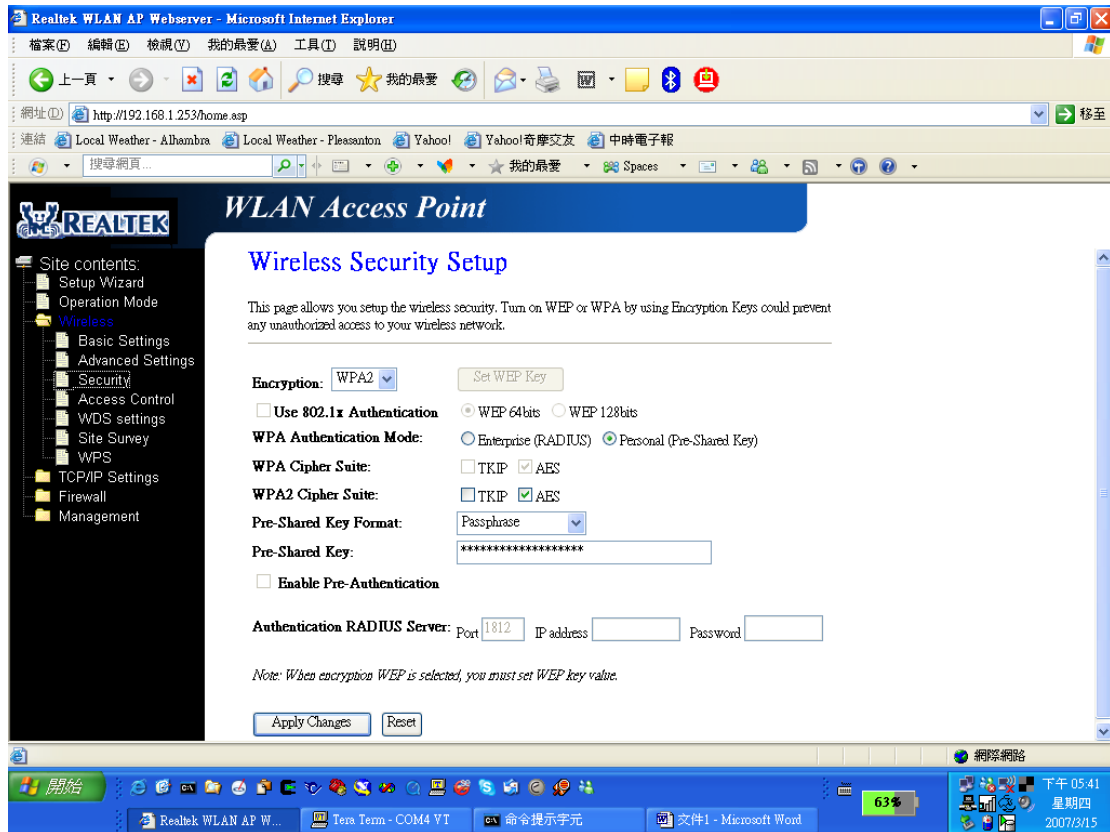 Realtek WLAN AP Webserver - Microsoft Internet Explorer
檔案(F) 編輯(E) 檢視(V) 我的最愛(A) 工具(T) 說明(H)
上一頁 搜尋 我的最愛
網址(D) http://192.168.1.253/home.asp 移至
連結 Local Weather - Alhambra Local Weather - Pleasanton Yahoo! Yahoo!奇摩交友 中時電子報
搜尋網頁... 我的最愛 Spaces
REALTEK
WLAN Access Point
Site contents:
Setup Wizard
Operation Mode
Wireless
Basic Settings
Advanced Settings
Security
Access Control
WDS settings
Site Survey
WPS
TCP/IP Settings
Firewall
Management
Wireless Security Setup
This page allows you setup the wireless security. Turn on WEP or WPA by using Encryption Keys could prevent
any unauthorized access to your wireless network.
Encryption: WPA2 Set WEP Key
Use 802.1x Authentication WEP 64bits WEP 128bits
WPA Authentication Mode: Enterprise (RADIUS) Personal (Pre-Shared Key)
WPA Cipher Suite: TKIP AES
WPA2 Cipher Suite: TKIP AES
Pre-Shared Key Format: Passphrase
Pre-Shared Key: *******************
Enable Pre-Authentication
Authentication RADIUS Server: Port 1812 IP address Password
Note: When encryption WEP is selected, you must set WEP key value.
Apply Changes Reset
網際網路
開始 63% 下午 05:41
星期四
Realtek WLAN AP W... Tera Term - COM4 VT 命令提示字元 文件1 - Microsoft Word 2007/3/15